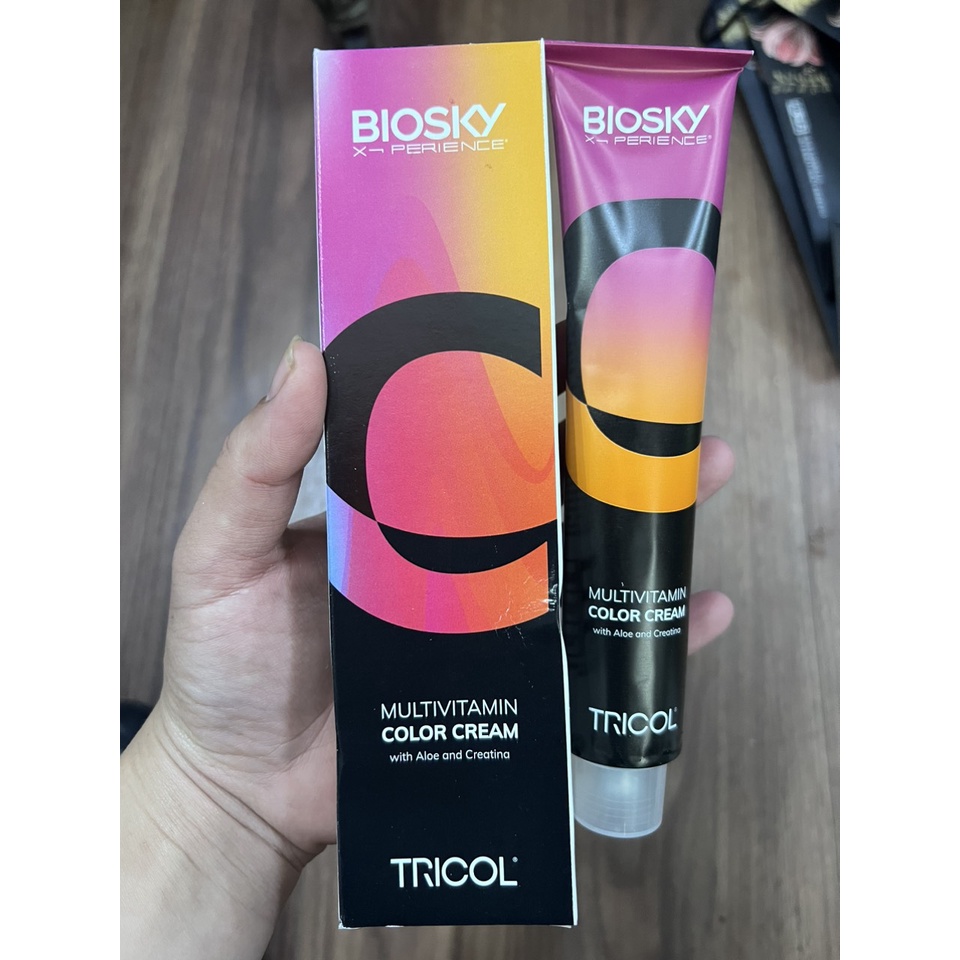 BIOSKY
X-PERIENCE®
MULTIVITAMIN
COLOR CREAM
with Aloe and Creatina
TRICOL®
BIOSKY
X-PERIENCE®
MULTIVITAMIN
COLOR CREAM
with Aloe and Creatina
TRICOL®